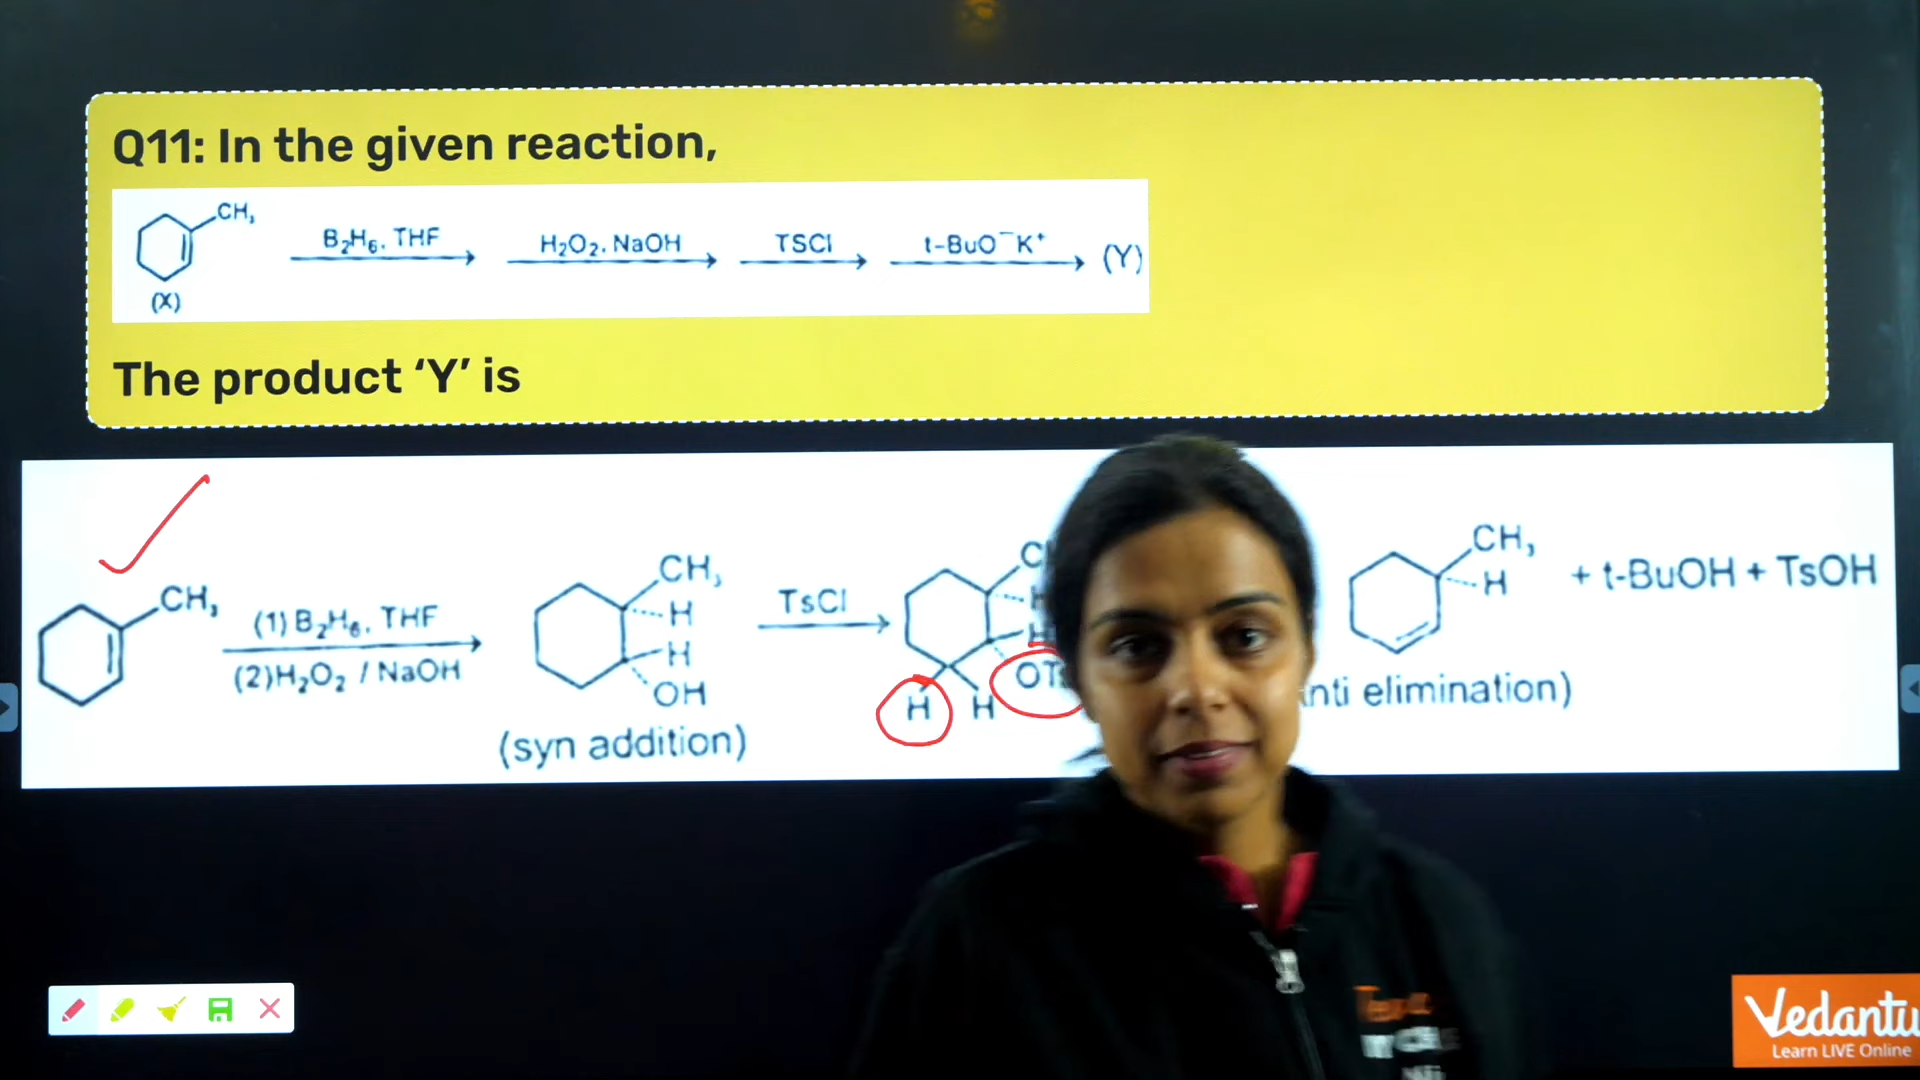 Q11: In the given reaction,
CH₃
B₂H₆, THF
H₂O₂, NaOH
TSCl
t-BuO⁻K⁺
(Y)
(X)
The product ‘Y’ is
CH₃
(1) B₂H₆, THF
(2)H₂O₂ / NaOH
CH₃
H
H
OH
(syn addition)
TsCl
H
H
CH₃
H
+ t-BuOH + TsOH
elimination)
Vedantu
Learn LIVE Online